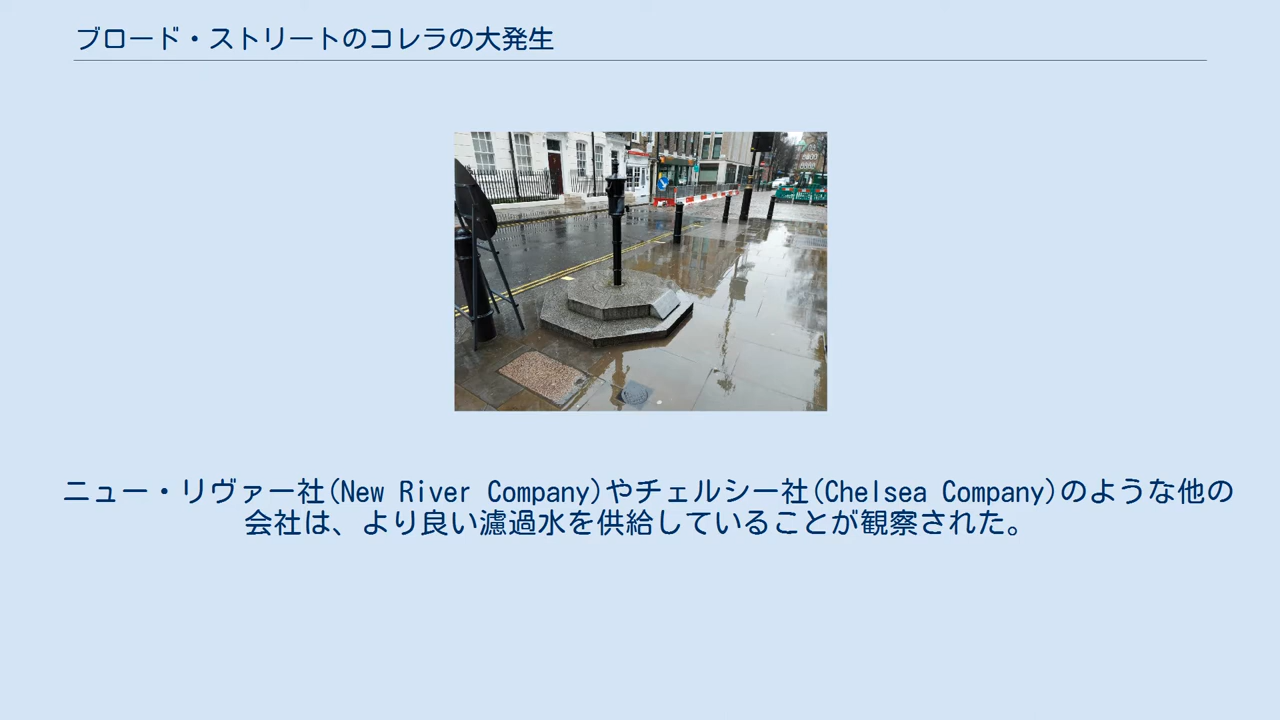 ブロード・ストリートのコレラの大発生
ニュー・リヴァー社(New River Company)やチェルシー社(Chelsea Company)のような他の
会社は、より良い濾過水を供給していることが観察された。